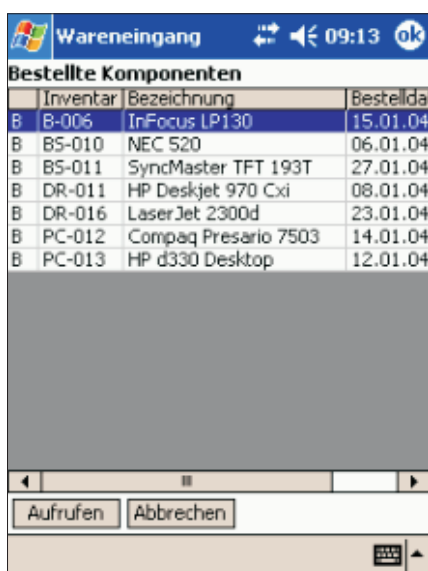 Wareneingang 09:13 ok
Bestellte Komponenten
Inventar Bezeichnung Bestellda
B B-006 InFocus LP130 15.01.04
B BS-010 NEC 520 06.01.04
B BS-011 SyncMaster TFT 193T 27.01.04
B DR-011 HP Deskjet 970 Cxi 08.01.04
B DR-016 LaserJet 2300d 23.01.04
B PC-012 Compaq Presario 7503 14.01.04
B PC-013 HP d330 Desktop 12.01.04
Aufrufen Abbrechen